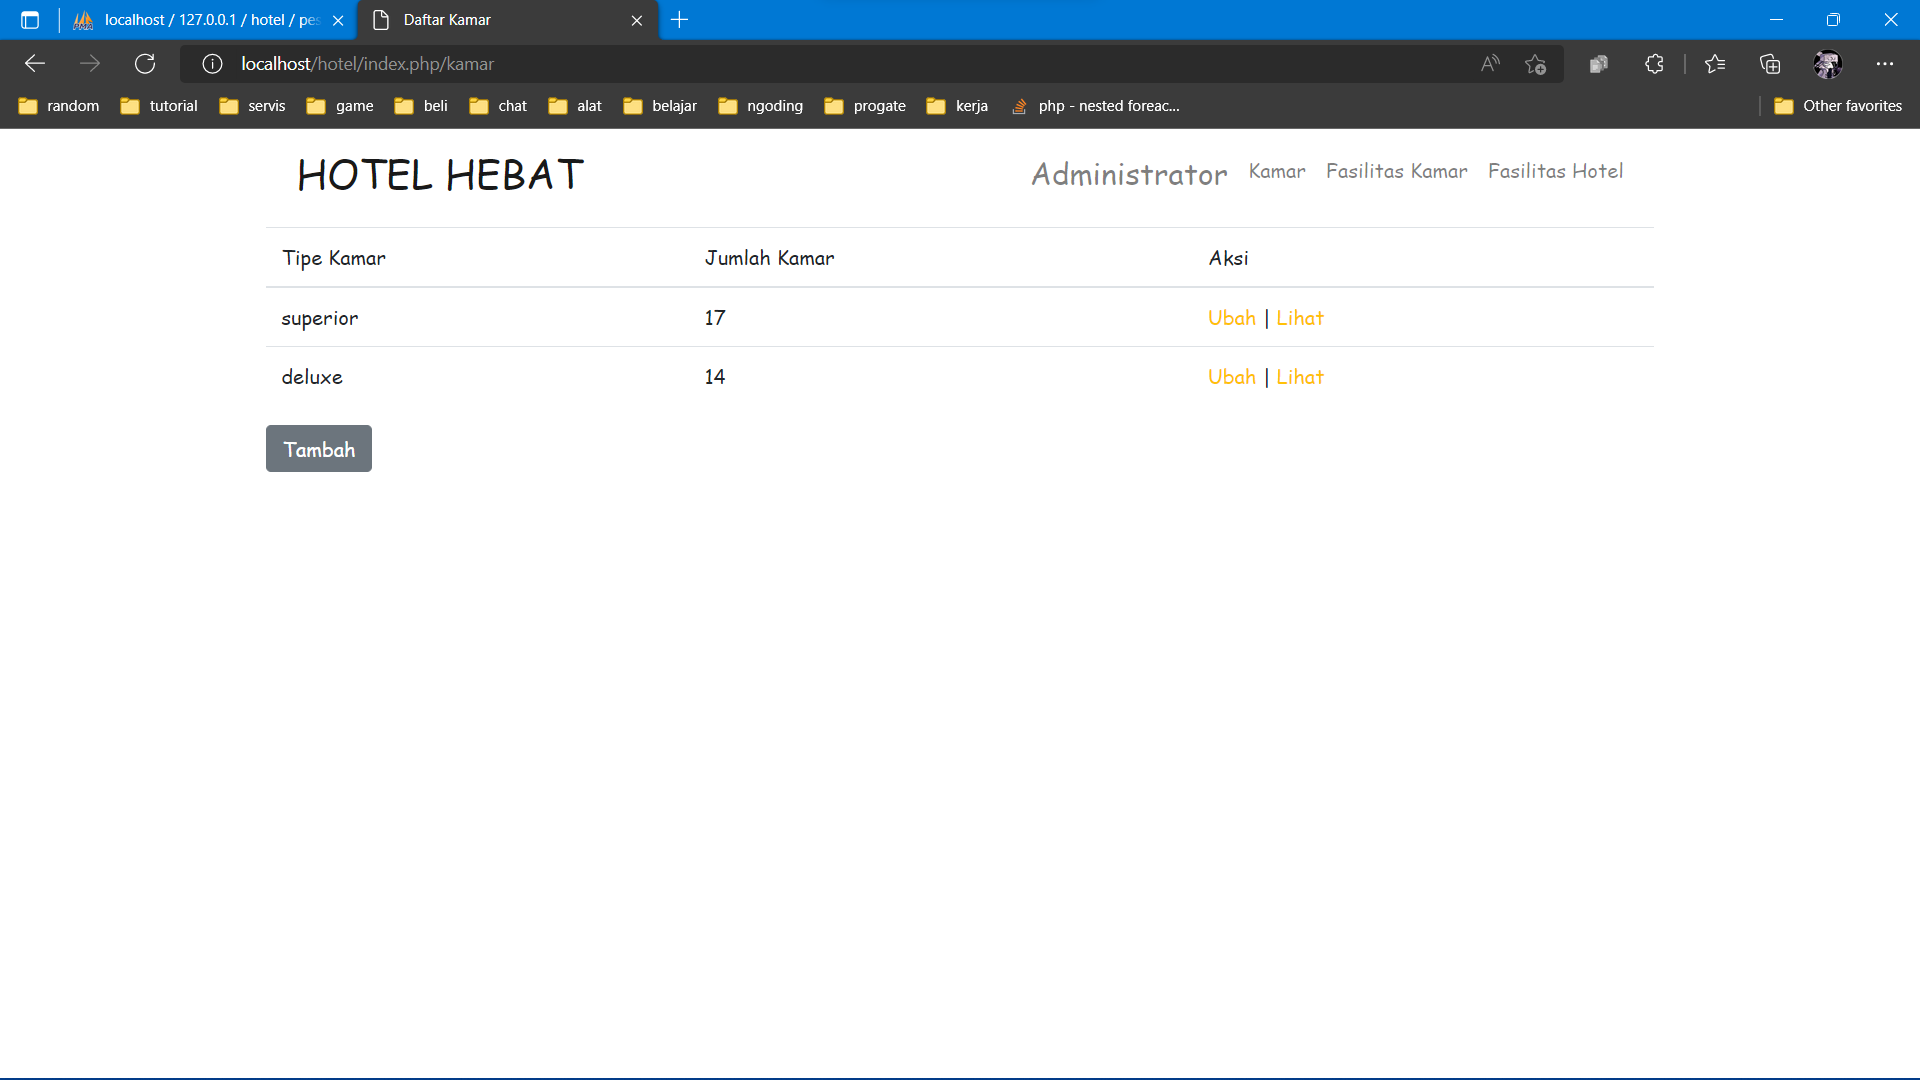 localhost / 127.0.0.1 / hotel / pes
Daftar Kamar
localhost/hotel/index.php/kamar
random tutorial servis game beli chat alat belajar ngoding progate kerja php - nested foreac... Other favorites
HOTEL HEBAT Administrator Kamar Fasilitas Kamar Fasilitas Hotel
Tipe Kamar Jumlah Kamar Aksi
superior 17 Ubah | Lihat
deluxe 14 Ubah | Lihat
Tambah